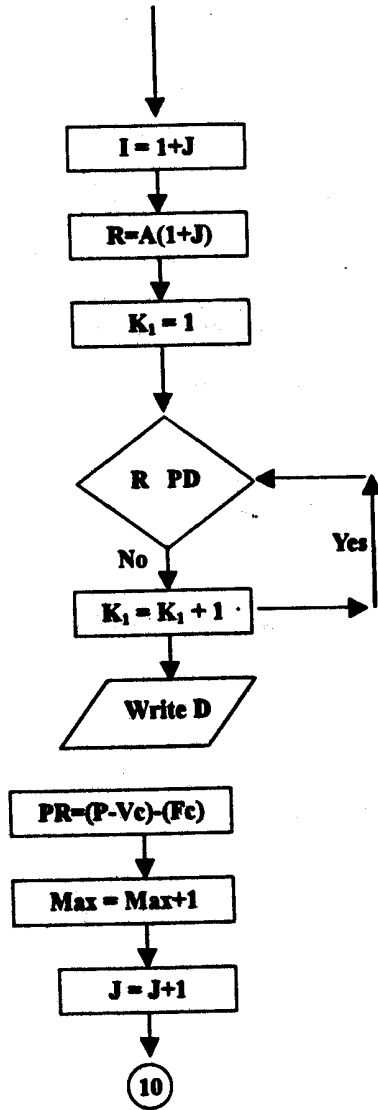 I = 1+J
R=A(1+J)
K₁ = 1
R PD
No
Yes
K₁ = K₁ + 1
Write D
PR=(P-Vc)-(Fc)
Max = Max+1
J = J+1
10